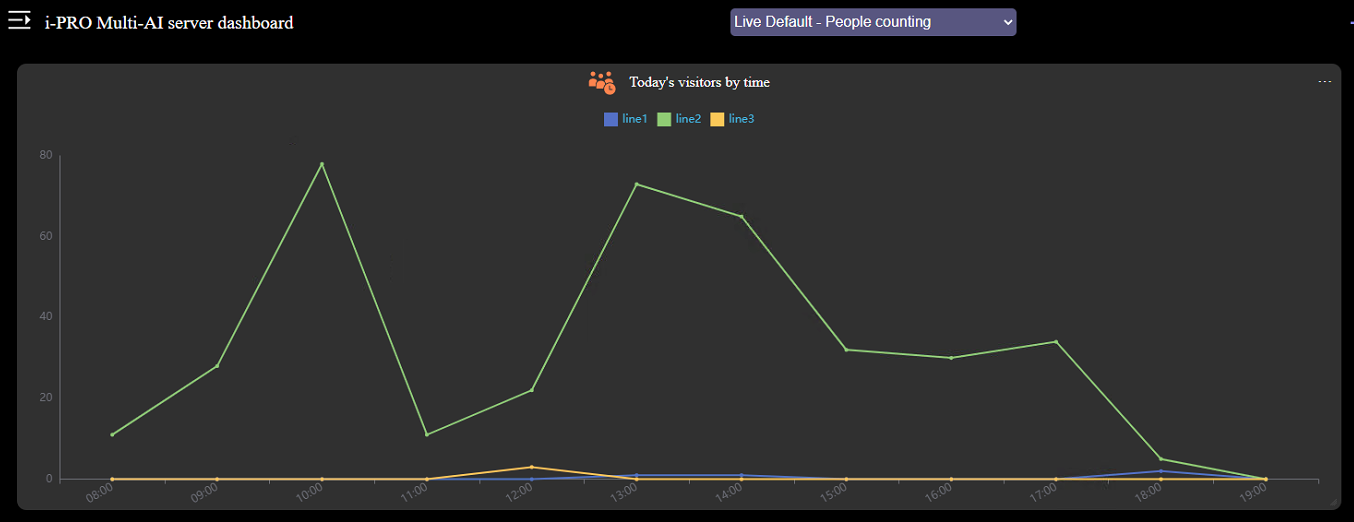 i-PRO Multi-AI server dashboard
Live Default - People counting
Today's visitors by time
...
line1 line2 line3
80
60
40
20
0
08:00 09:00 10:00 11:00 12:00 13:00 14:00 15:00 16:00 17:00 18:00 19:00